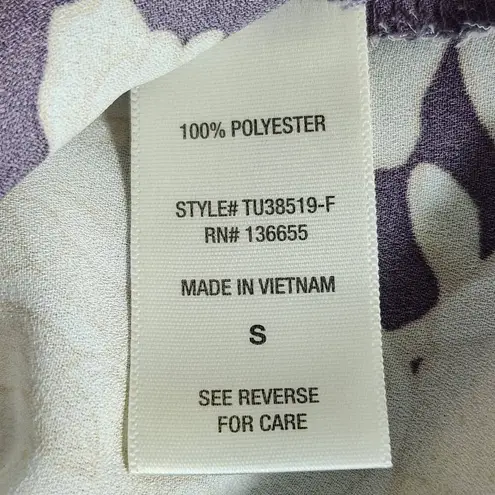 100% POLYESTER
STYLE# TU38519-F
RN# 136655
MADE IN VIETNAM
S
SEE REVERSE
FOR CARE